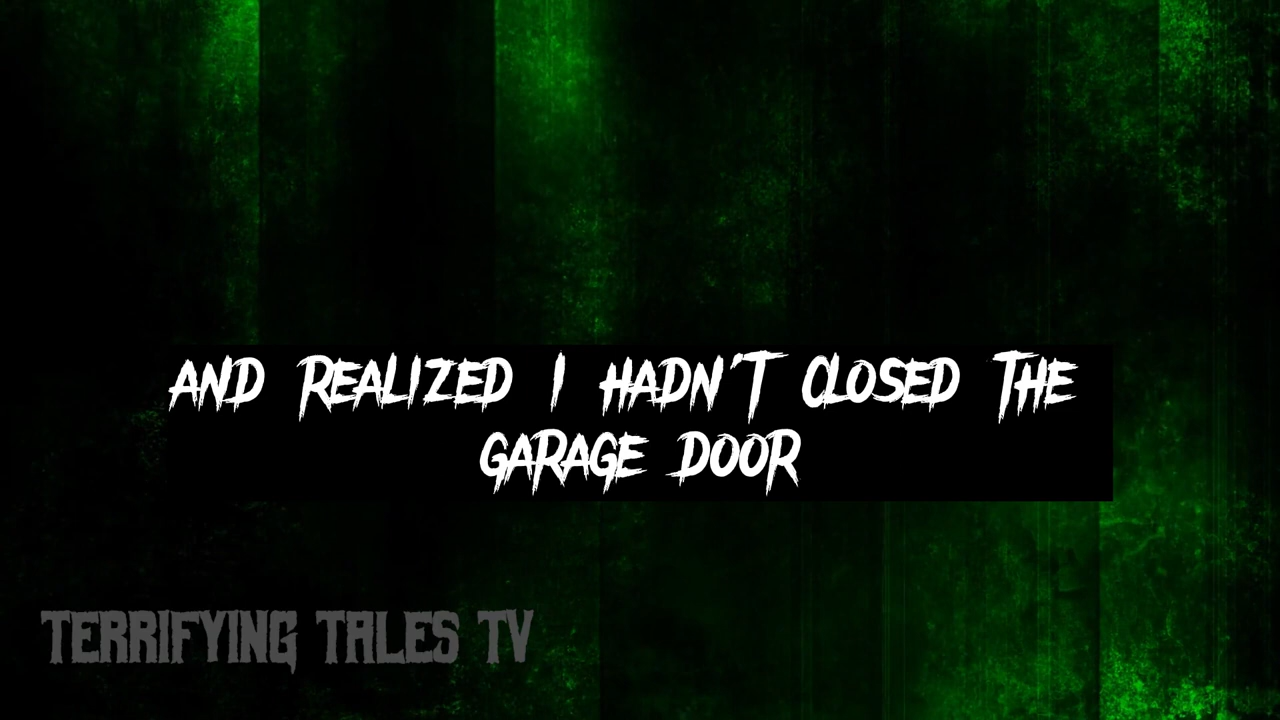 AND REALIZED I HADN'T CLOSED THE
GARAGE DOOR
TERRIFYING TALES TV